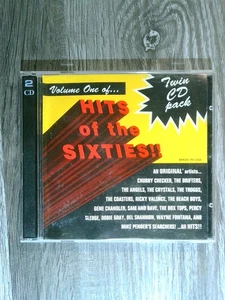 2
CD
Volume One of...
Twin
CD
pack
HITS
of the
SIXTIES!!
All ORIGINAL artists...
CHUBBY CHECKER, THE DRIFTERS,
THE ANGELS, THE CRYSTALS, THE TROGGS,
THE COASTERS, RICKY VALENCE, THE BEACH BOYS,
GENE CHANDLER, SAM AND DAVE, THE BOX TOPS, PERCY
SLEDGE, DOBIE GRAY, DEL SHANNON, WAYNE FONTANA, AND
MIKE PENDER'S SEARCHERS! ...All HITS!!